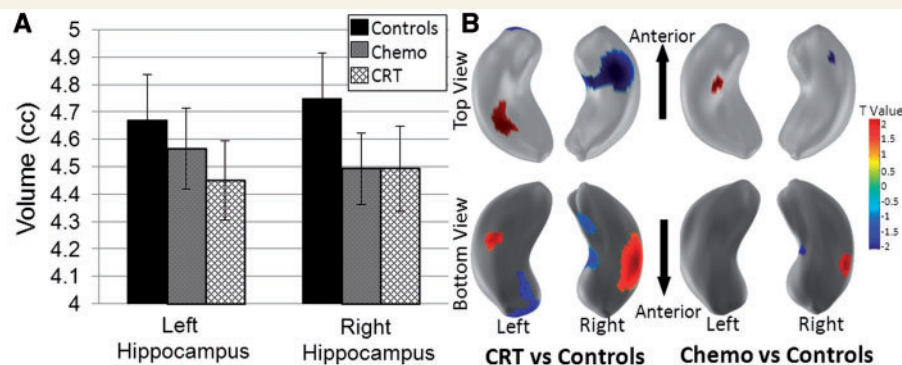 A
Volume (cc)
5
4.9
4.8
4.7
4.6
4.5
4.4
4.3
4.2
4.1
4
Controls
Chemo
CRT
Left
Hippocampus
Right
Hippocampus
B
Top View
Anterior
T Value
2
1.5
1
0.5
0
-0.5
-1
-1.5
-2
Bottom View
Anterior
Left
Right
Left
Right
CRT vs Controls
Chemo vs Controls